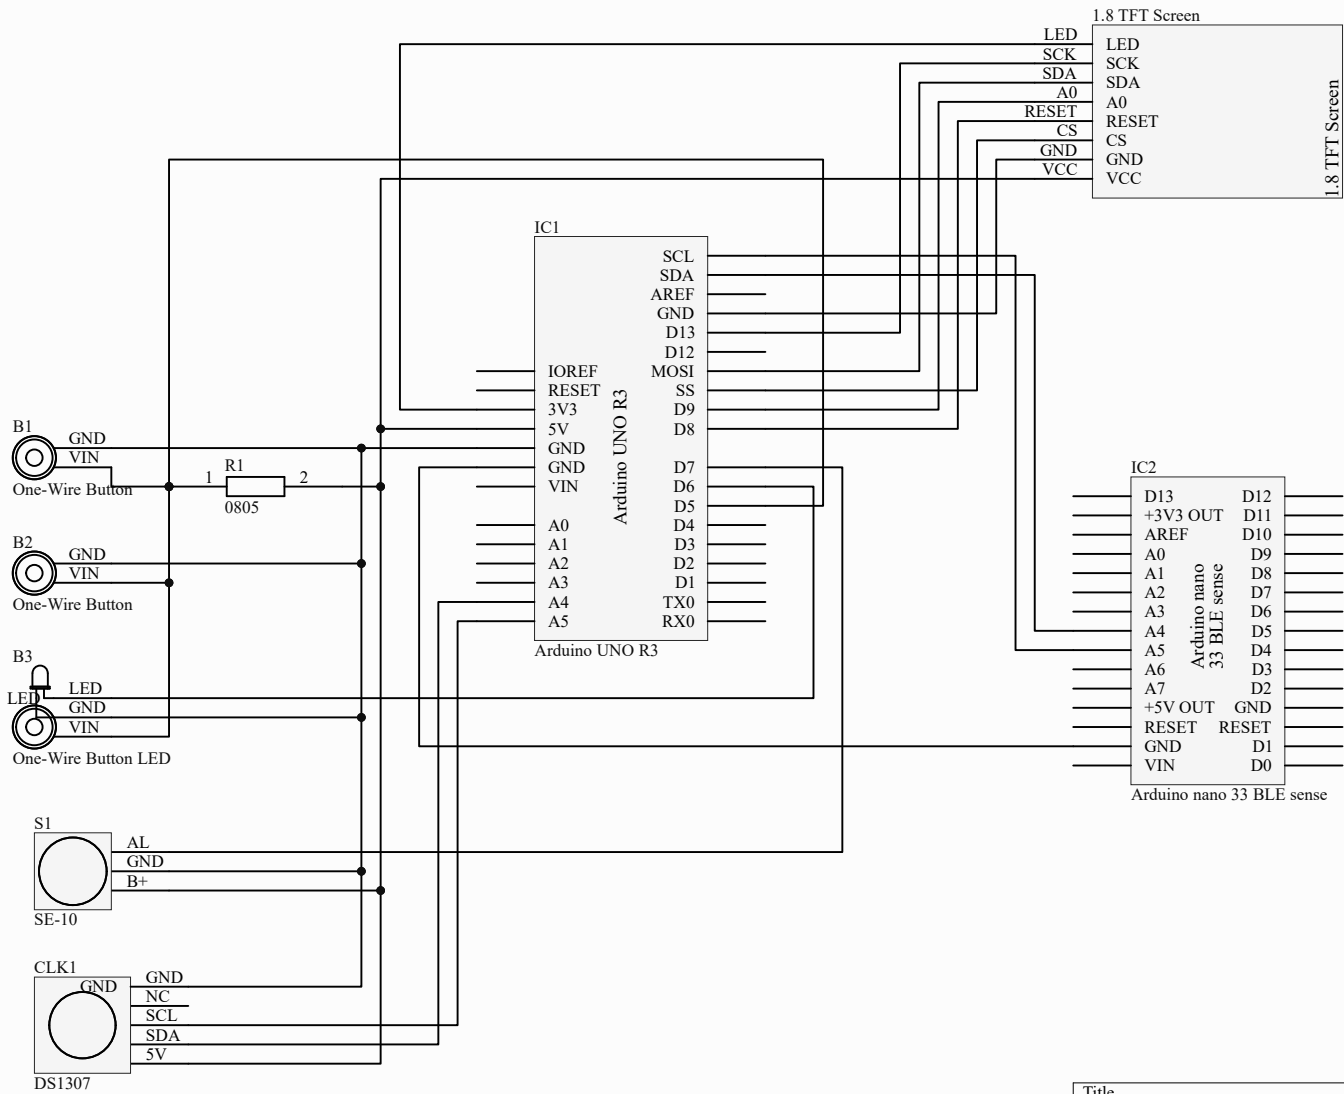 1.8 TFT Screen
LED LED
SCK SCK
SDA SDA
A0 A0
RESET RESET
CS CS
GND GND
VCC VCC
1.8 TFT Screen
IC1
SCL
SDA
AREF
GND
D13
D12
IOREF MOSI
RESET SS
3V3 D9
5V D8
GND
GND D7
VIN D6
D5
A0 D4
A1 D3
A2 D2
A3 D1
A4 TX0
A5 RX0
Arduino UNO R3
Arduino UNO R3
B1
GND
VIN
One-Wire Button
1 R1 2
0805
B2
GND
VIN
One-Wire Button
B3
LED
LED
GND
VIN
One-Wire Button LED
S1
AL
GND
B+
SE-10
CLK1
GND GND
NC
SCL
SDA
5V
DS1307
IC2
D13 D12
+3V3 OUT D11
AREF D10
A0 D9
A1 D8
A2 D7
A3 D6
A4 D5
A5 D4
A6 D3
A7 D2
+5V OUT GND
RESET RESET
GND D1
VIN D0
Arduino nano
33 BLE sense
Arduino nano 33 BLE sense
Title